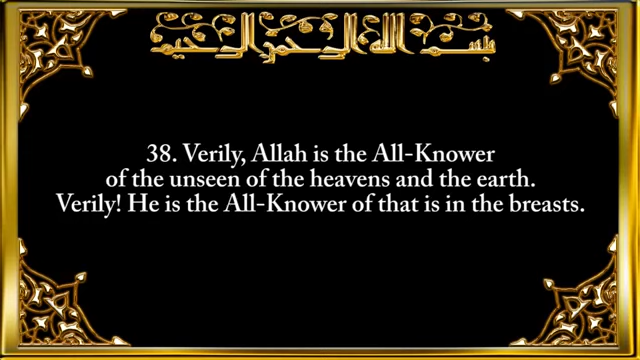 بسم الله الرحمن الرحيم
38. Verily, Allah is the All-Knower
of the unseen of the heavens and the earth.
Verily! He is the All-Knower of that is in the breasts.